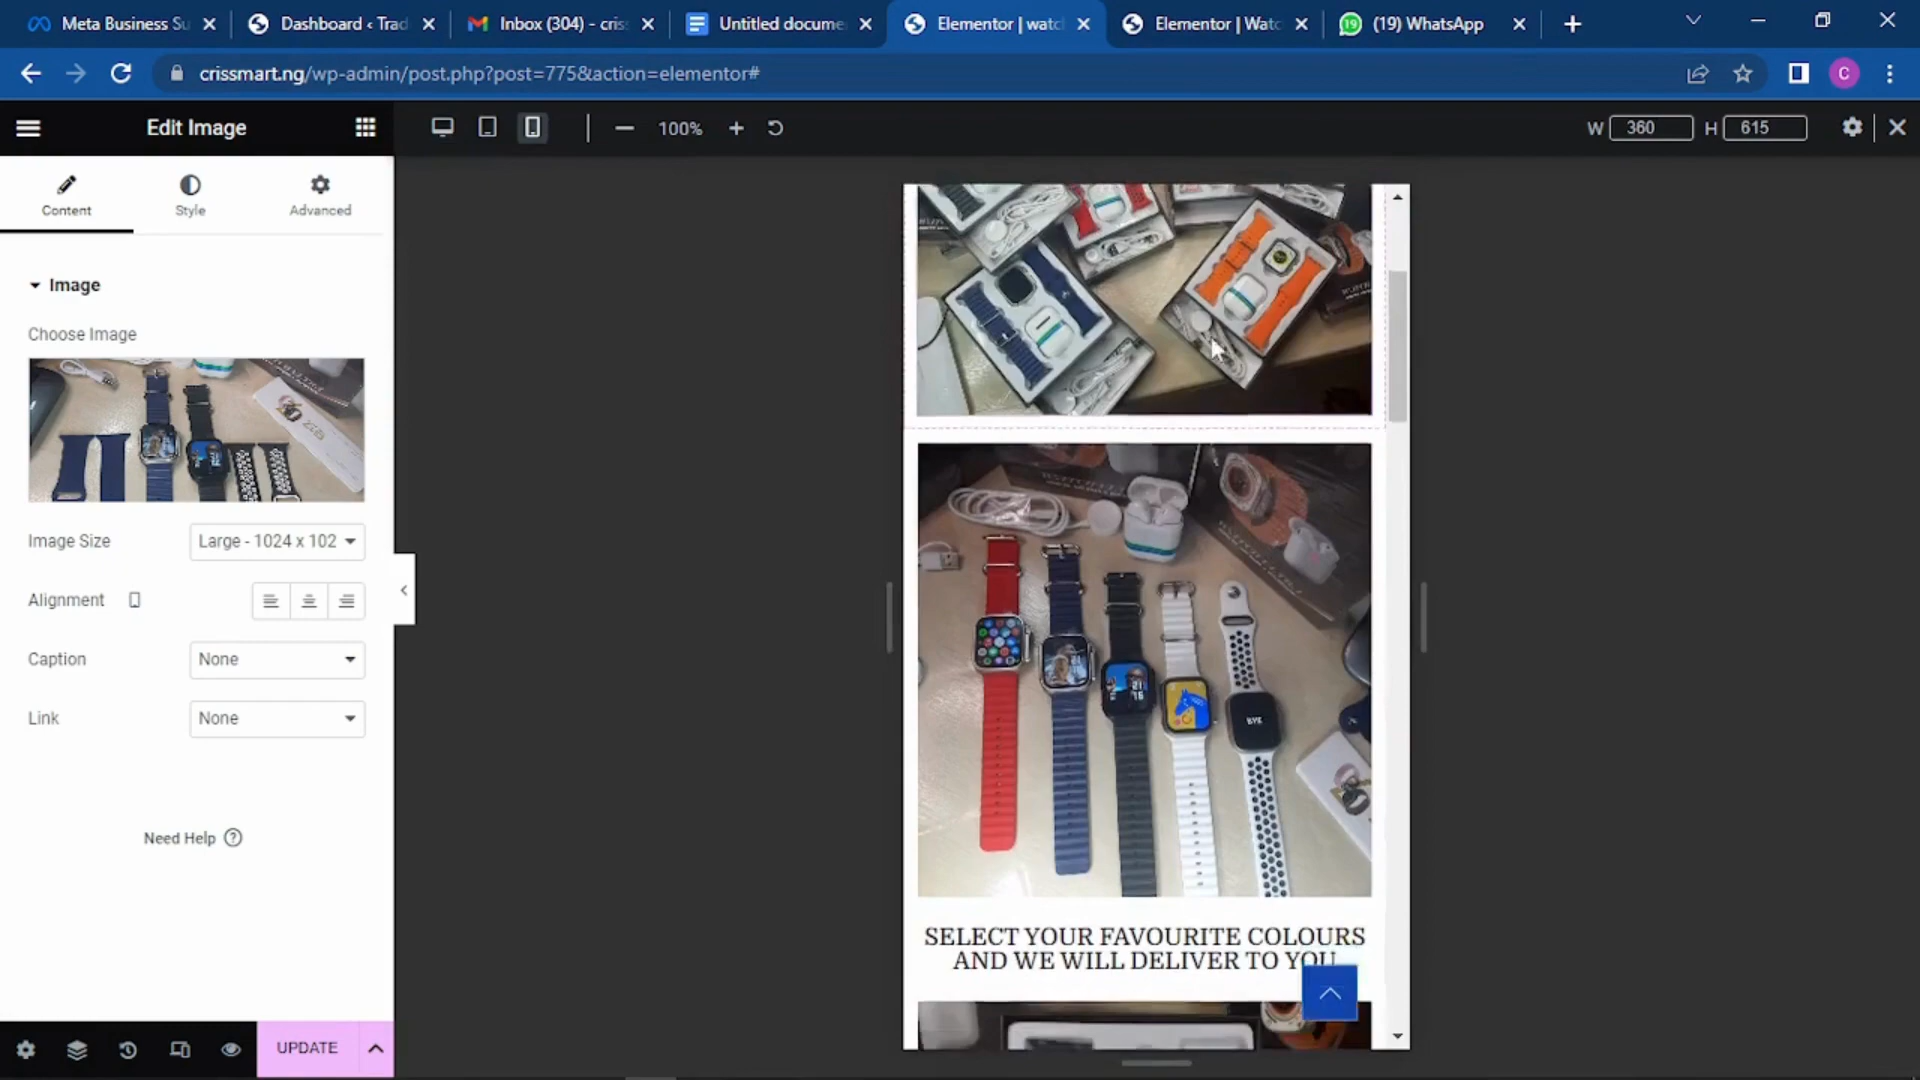 Meta Business Su
Dashboard ‹ Trad
Inbox (304) - cris
Untitled docume
Elementor | watc
Elementor | Watc
(19) WhatsApp
crissmart.ng/wp-admin/post.php?post=775&action=elementor#
C
Edit Image
100%
W 360 H 615
Content
Style
Advanced
Image
Choose Image
Image Size
Large - 1024 x 102
Alignment
Caption
None
Link
None
Need Help
UPDATE
BYE
SELECT YOUR FAVOURITE COLOURS
AND WE WILL DELIVER TO YOU